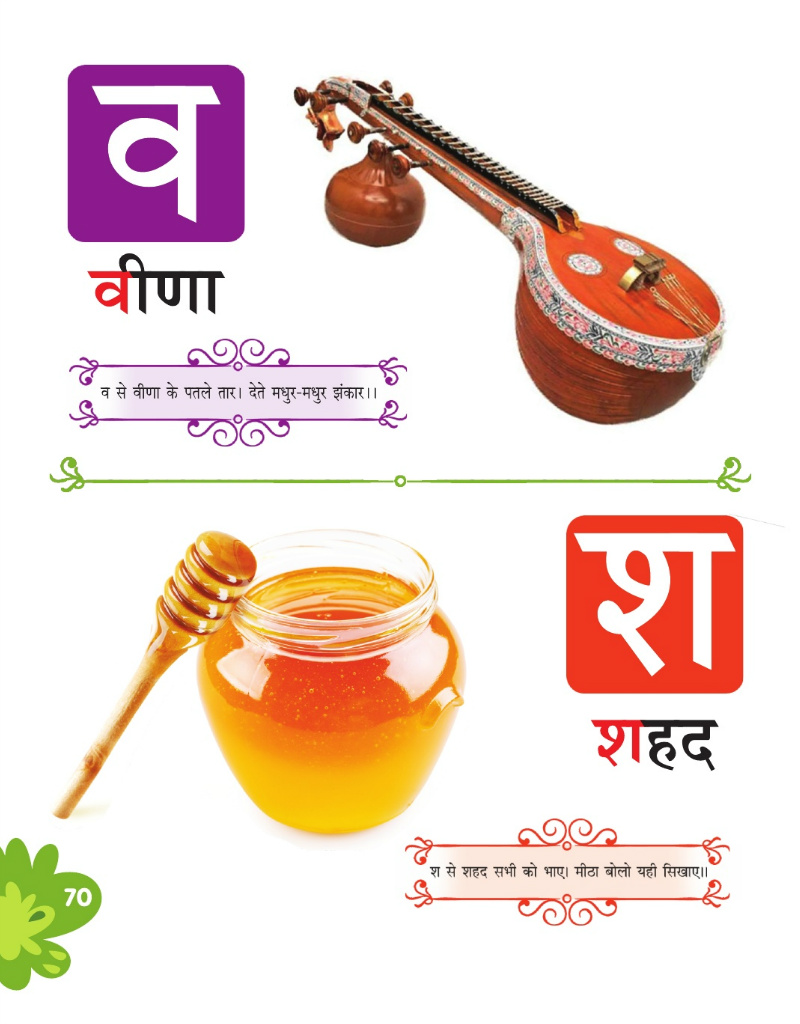 व
वीणा
व से वीणा के पतले तार। देते मधुर-मधुर झंकार।।
श
शहद
श से शहद सभी को भाए। मीठा बोलो यही सिखाए।।
70